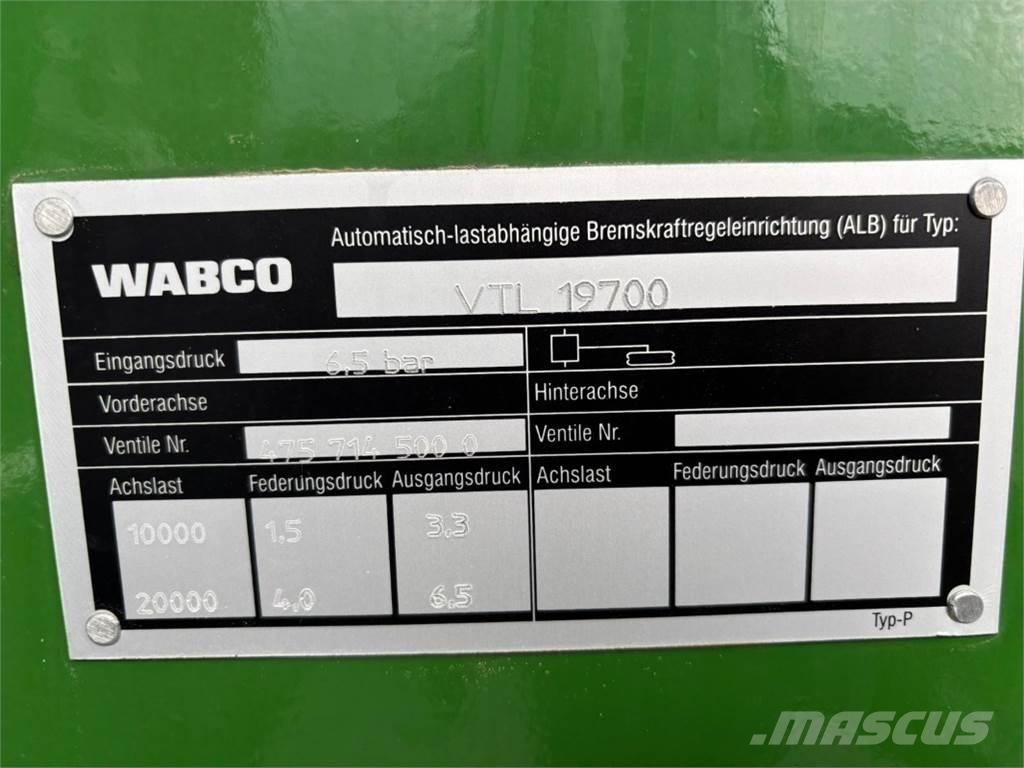 Automatisch-lastabhängige Bremskraftregeleinrichtung (ALB) für Typ:
WABCO
VTL 19700
Eingangsdruck 6,5 bar
Vorderachse Hinterachse
Ventile Nr. 475 714 500 0 Ventile Nr.
Achslast Federungsdruck Ausgangsdruck Achslast Federungsdruck Ausgangsdruck
10000 1,5 3,3
20000 4,0 6,5
Typ-P
MASCUS